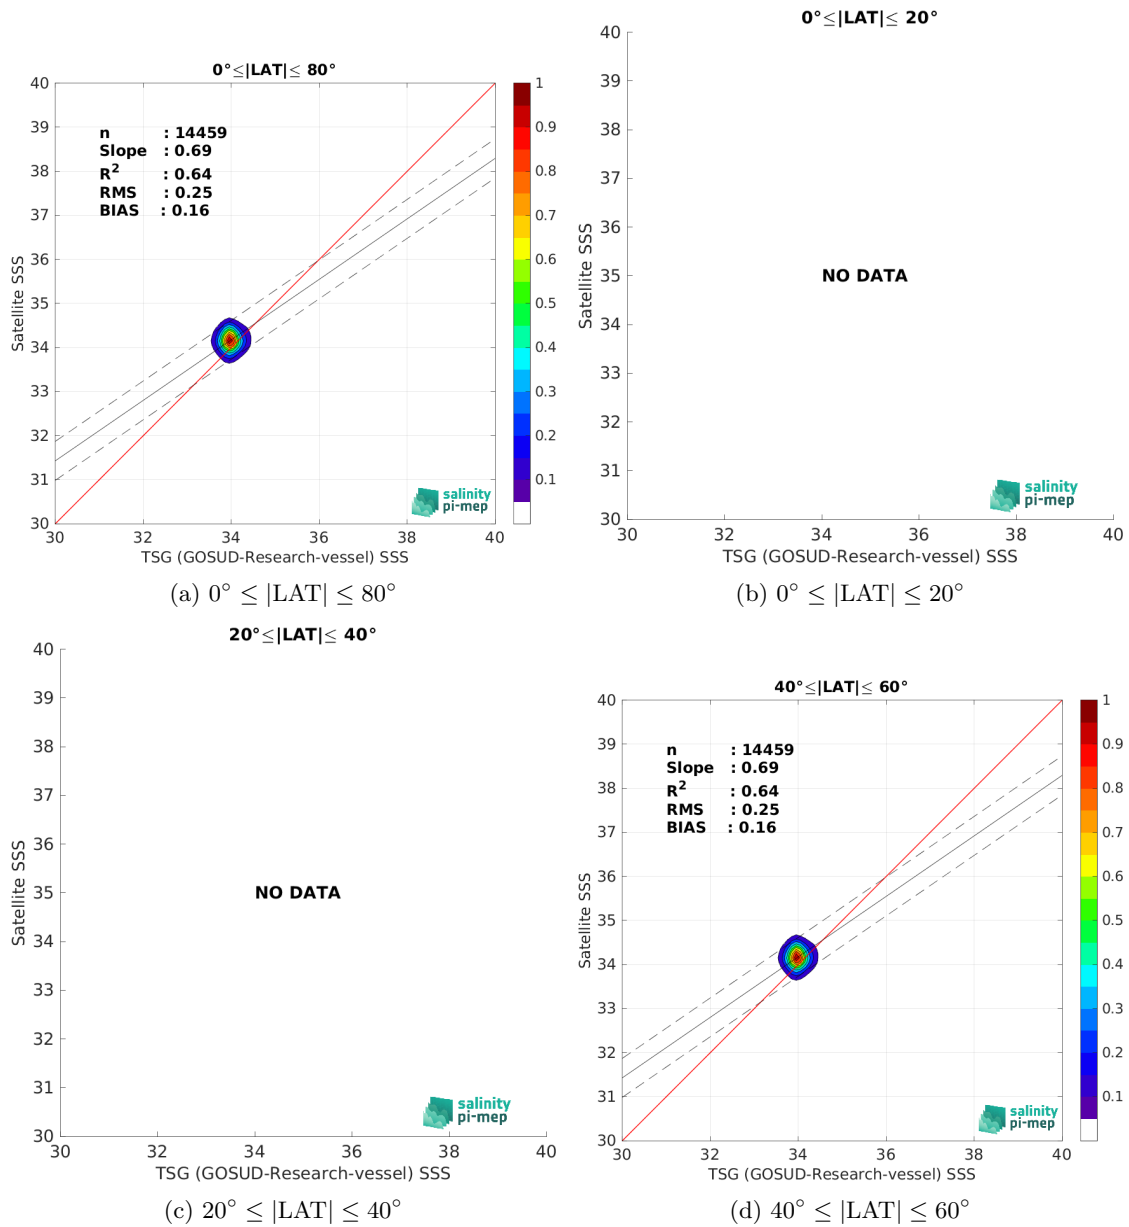 0°≤|LAT|≤ 80°
40
39
38
37
36
35
34
33
32
31
30
Satellite SSS
n : 14459
Slope : 0.69
R² : 0.64
RMS : 0.25
BIAS : 0.16
1
0.9
0.8
0.7
0.6
0.5
0.4
0.3
0.2
0.1
salinity
pi-mep
30 32 34 36 38 40
TSG (GOSUD-Research-vessel) SSS
(a) 0° ≤ |LAT| ≤ 80°
0°≤|LAT|≤ 20°
40
39
38
37
36
35
34
33
32
31
30
Satellite SSS
NO DATA
salinity
pi-mep
30 32 34 36 38 40
TSG (GOSUD-Research-vessel) SSS
(b) 0° ≤ |LAT| ≤ 20°
20°≤|LAT|≤ 40°
40
39
38
37
36
35
34
33
32
31
30
Satellite SSS
NO DATA
salinity
pi-mep
30 32 34 36 38 40
TSG (GOSUD-Research-vessel) SSS
(c) 20° ≤ |LAT| ≤ 40°
40°≤|LAT|≤ 60°
40
39
38
37
36
35
34
33
32
31
30
Satellite SSS
n : 14459
Slope : 0.69
R² : 0.64
RMS : 0.25
BIAS : 0.16
1
0.9
0.8
0.7
0.6
0.5
0.4
0.3
0.2
0.1
salinity
pi-mep
30 32 34 36 38 40
TSG (GOSUD-Research-vessel) SSS
(d) 40° ≤ |LAT| ≤ 60°